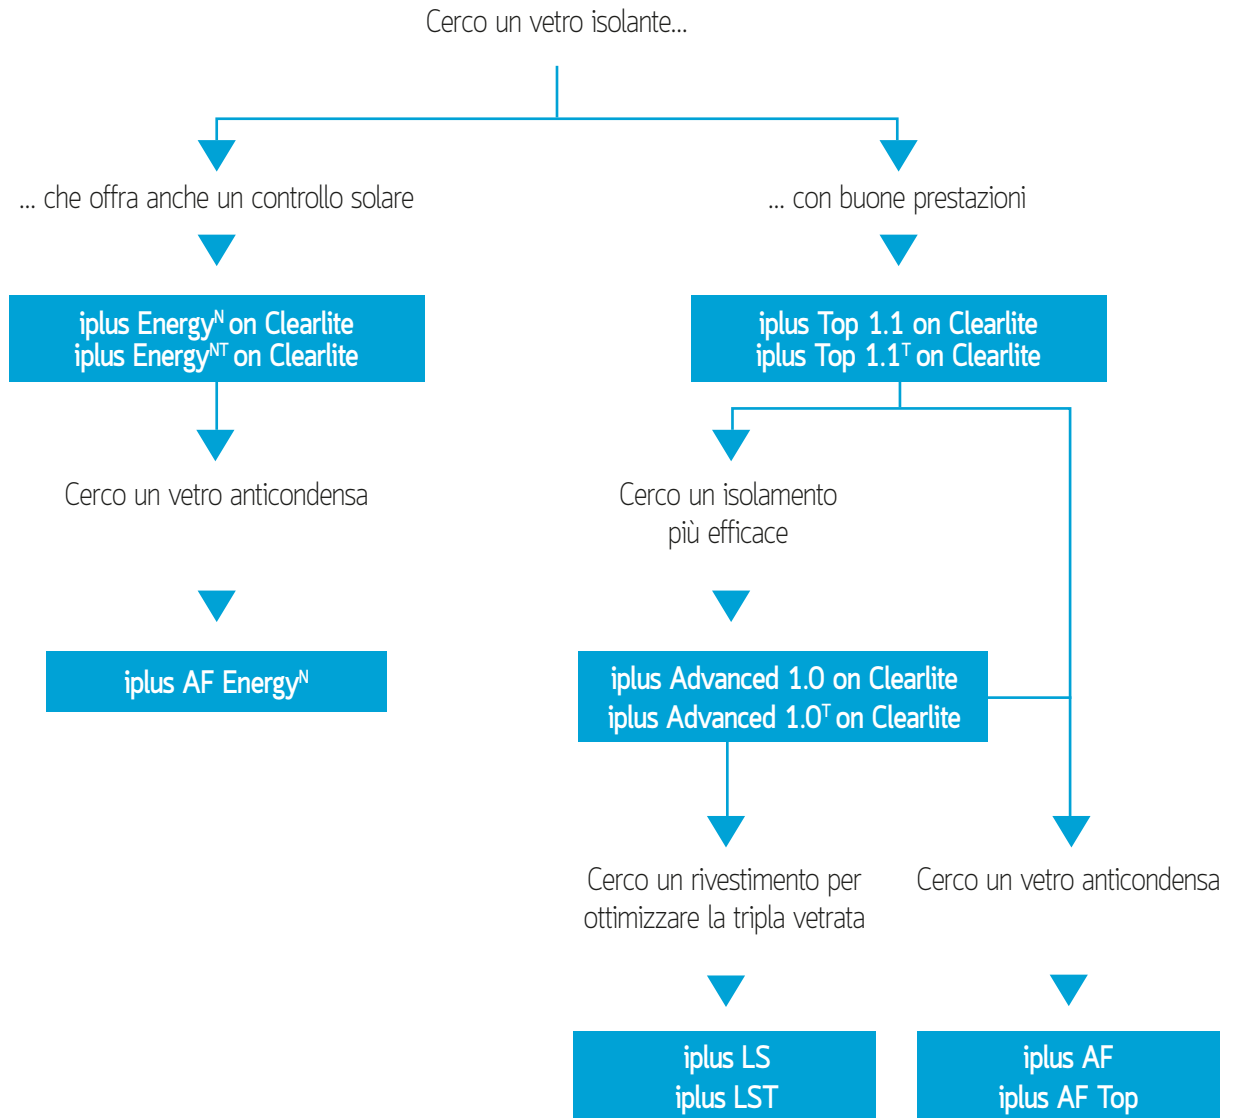 Cerco un vetro isolante...
... che offra anche un controllo solare
... con buone prestazioni
iplus Energyᴺ on Clearlite
iplus Energyᴺᵀ on Clearlite
iplus Top 1.1 on Clearlite
iplus Top 1.1ᵀ on Clearlite
Cerco un vetro anticondensa
Cerco un isolamento
più efficace
iplus AF Energyᴺ
iplus Advanced 1.0 on Clearlite
iplus Advanced 1.0ᵀ on Clearlite
Cerco un rivestimento per
ottimizzare la tripla vetrata
Cerco un vetro anticondensa
iplus LS
iplus LST
iplus AF
iplus AF Top